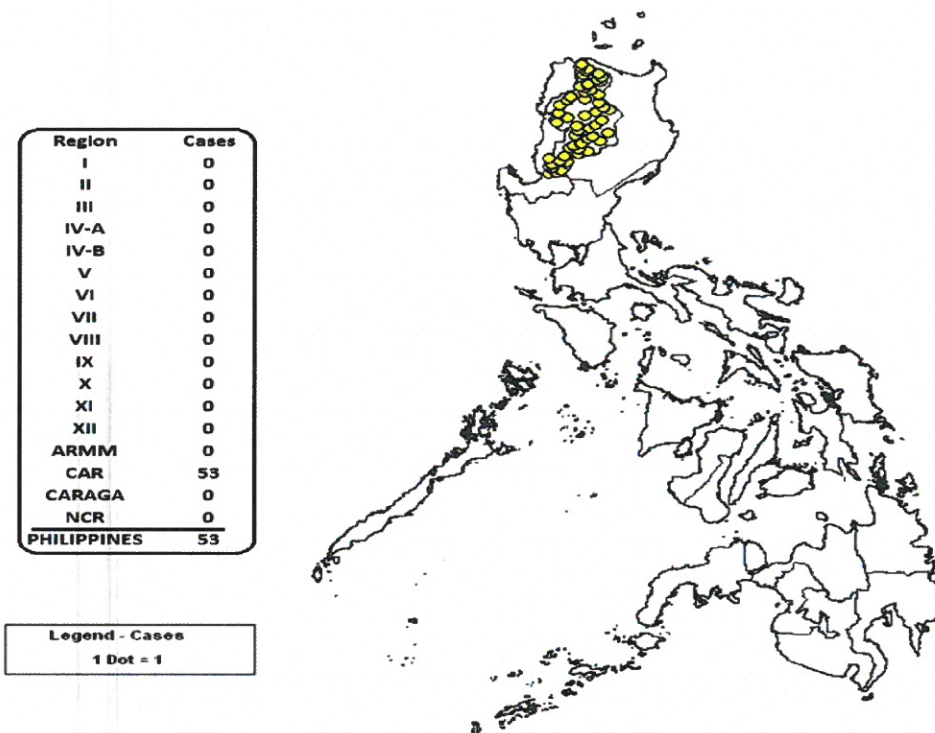 Region Cases
I 0
II 0
III 0
IV-A 0
IV-B 0
V 0
VI 0
VII 0
VIII 0
IX 0
X 0
XI 0
XII 0
ARMM 0
CAR 53
CARAGA 0
NCR 0
PHILIPPINES 53
Legend - Cases
1 Dot = 1